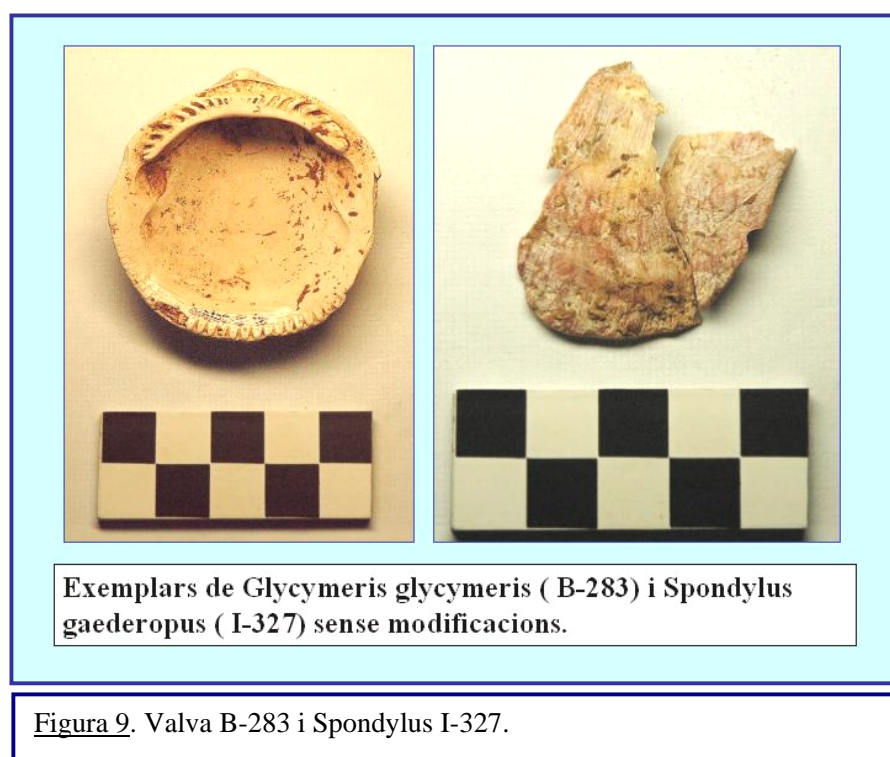 Exemplars de Glycymeris glycymeris ( B-283) i Spondylus
gaederopus ( I-327) sense modificacions.
Figura 9. Valva B-283 i Spondylus I-327.